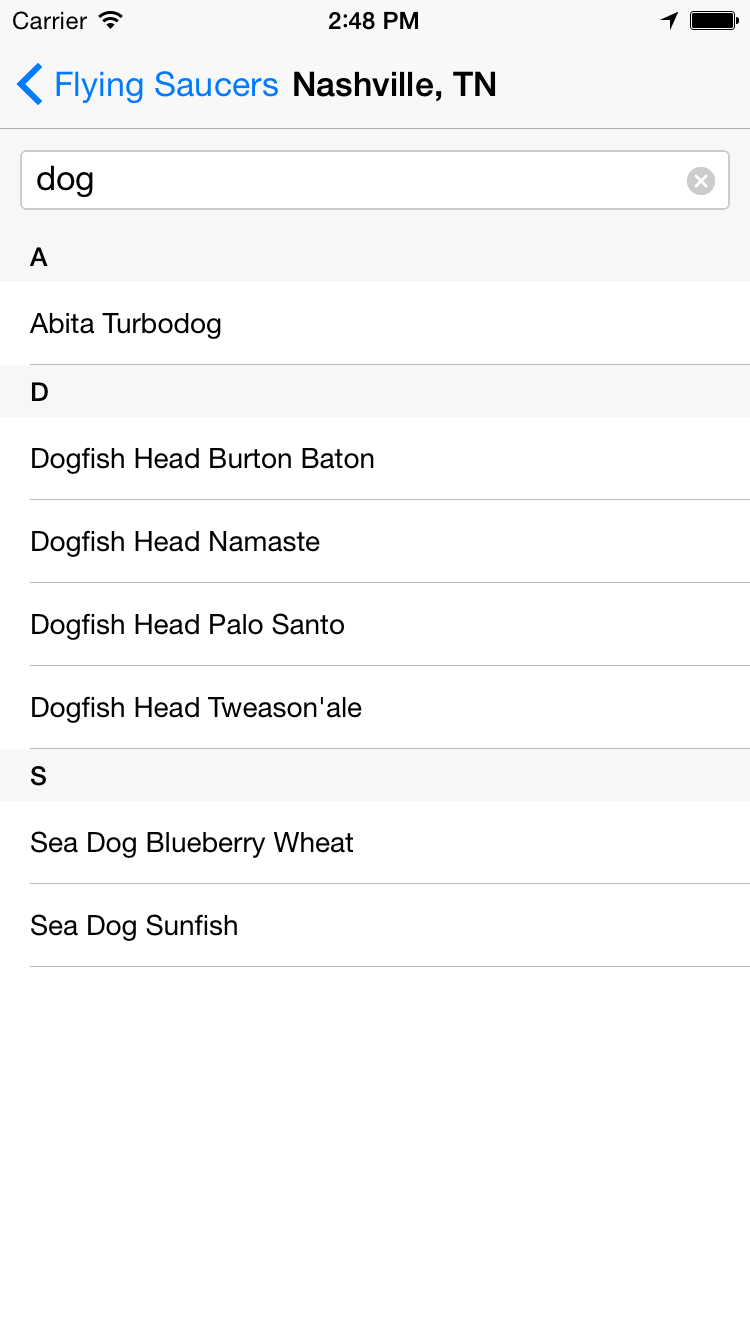 Carrier 2:48 PM
Flying Saucers Nashville, TN
dog
A
Abita Turbodog
D
Dogfish Head Burton Baton
Dogfish Head Namaste
Dogfish Head Palo Santo
Dogfish Head Tweason'ale
S
Sea Dog Blueberry Wheat
Sea Dog Sunfish